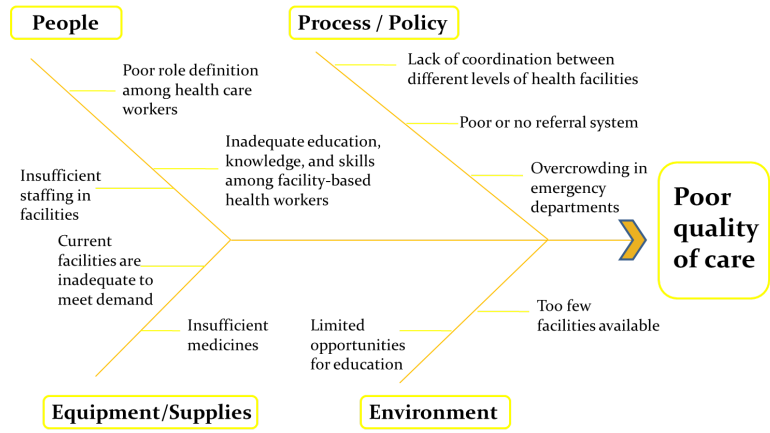 People
Process / Policy
Poor role definition
among health care
workers
Lack of coordination between
different levels of health facilities
Poor or no referral system
Inadequate education,
knowledge, and skills
among facility-based
health workers
Insufficient
staffing in
facilities
Overcrowding in
emergency
departments
Poor
quality
of care
Current
facilities are
inadequate to
meet demand
Insufficient
medicines
Limited
opportunities
for education
Too few
facilities available
Equipment/Supplies
Environment